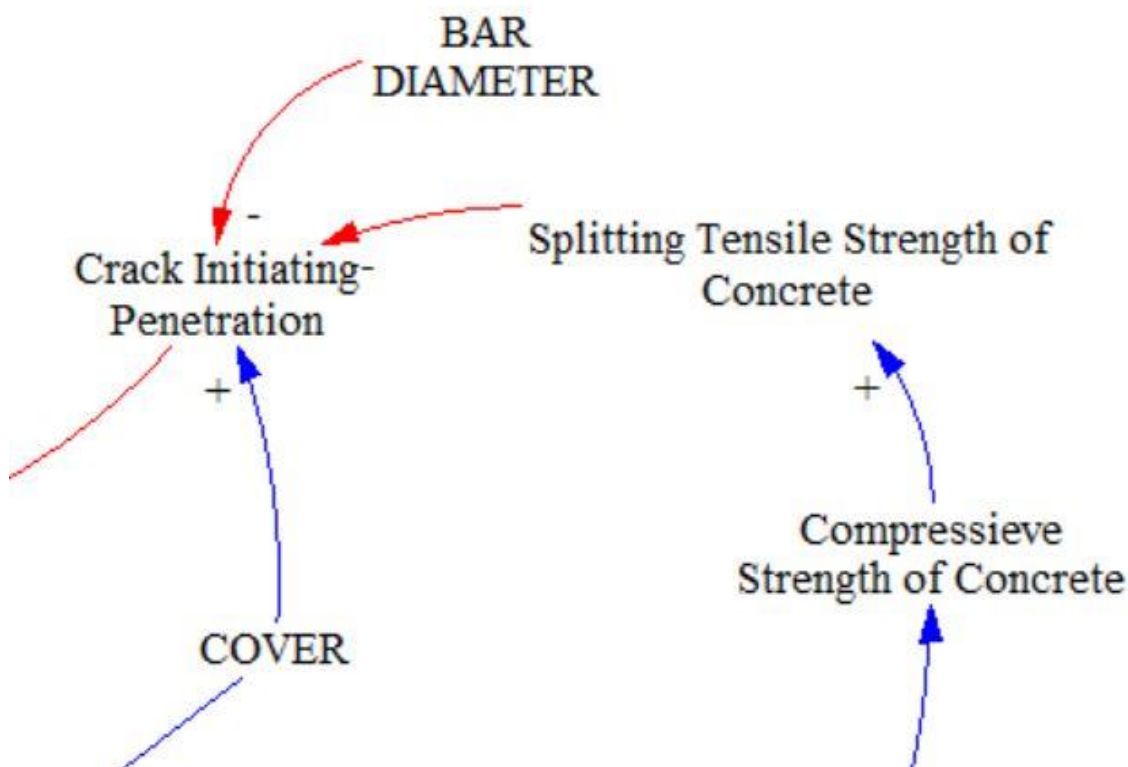 BAR
DIAMETER
-
Splitting Tensile Strength of
Concrete
Crack Initiating-
Penetration
+
+
Compressieve
Strength of Concrete
COVER